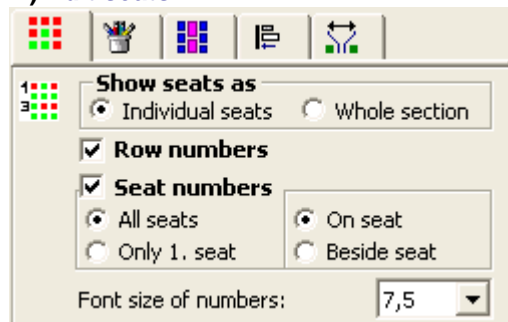 Show seats as
Individual seats Whole section
Row numbers
Seat numbers
All seats On seat
Only 1. seat Beside seat
Font size of numbers: 7,5